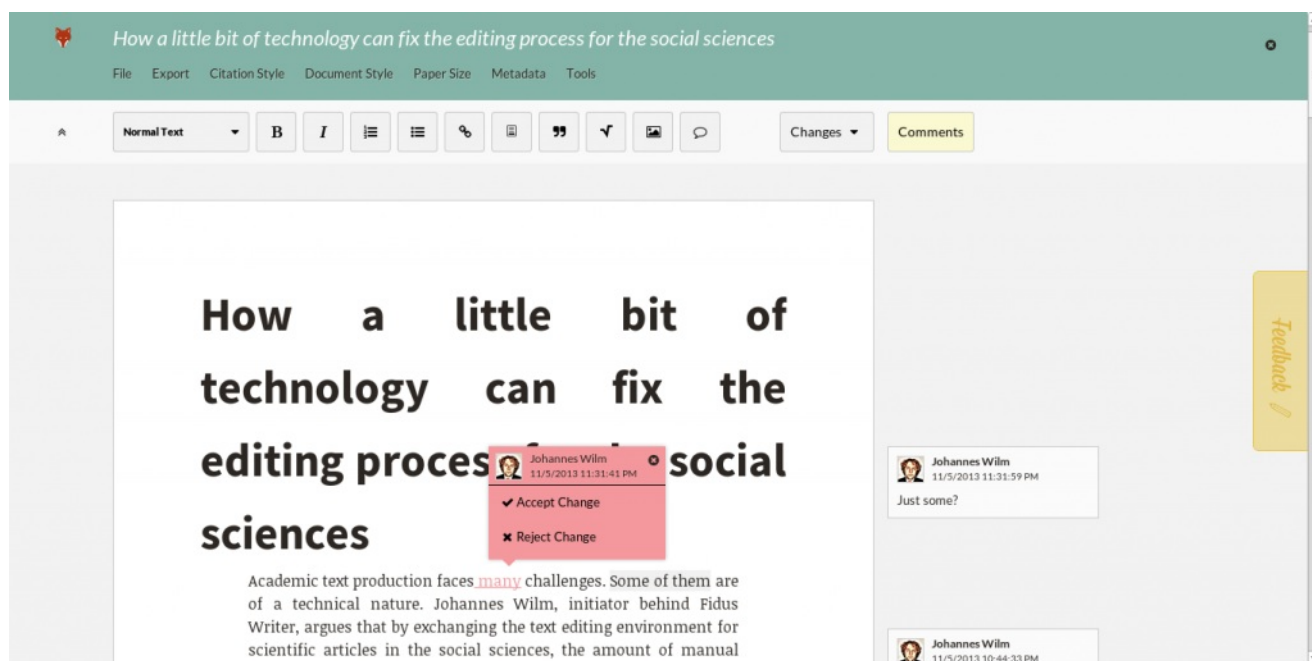 How a little bit of technology can fix the editing process for the social sciences
File Export Citation Style Document Style Paper Size Metadata Tools
Normal Text B I Changes Comments
How a little bit of
technology can fix the
editing proces social
sciences
Johannes Wilm
11/5/2013 11:31:41 PM
Accept Change
Reject Change
Academic text production faces many challenges. Some of them are
of a technical nature. Johannes Wilm, initiator behind Fidus
Writer, argues that by exchanging the text editing environment for
scientific articles in the social sciences, the amount of manual
Johannes Wilm
11/5/2013 11:31:59 PM
Just some?
Johannes Wilm
11/5/2013 10:44:33 PM
Feedback